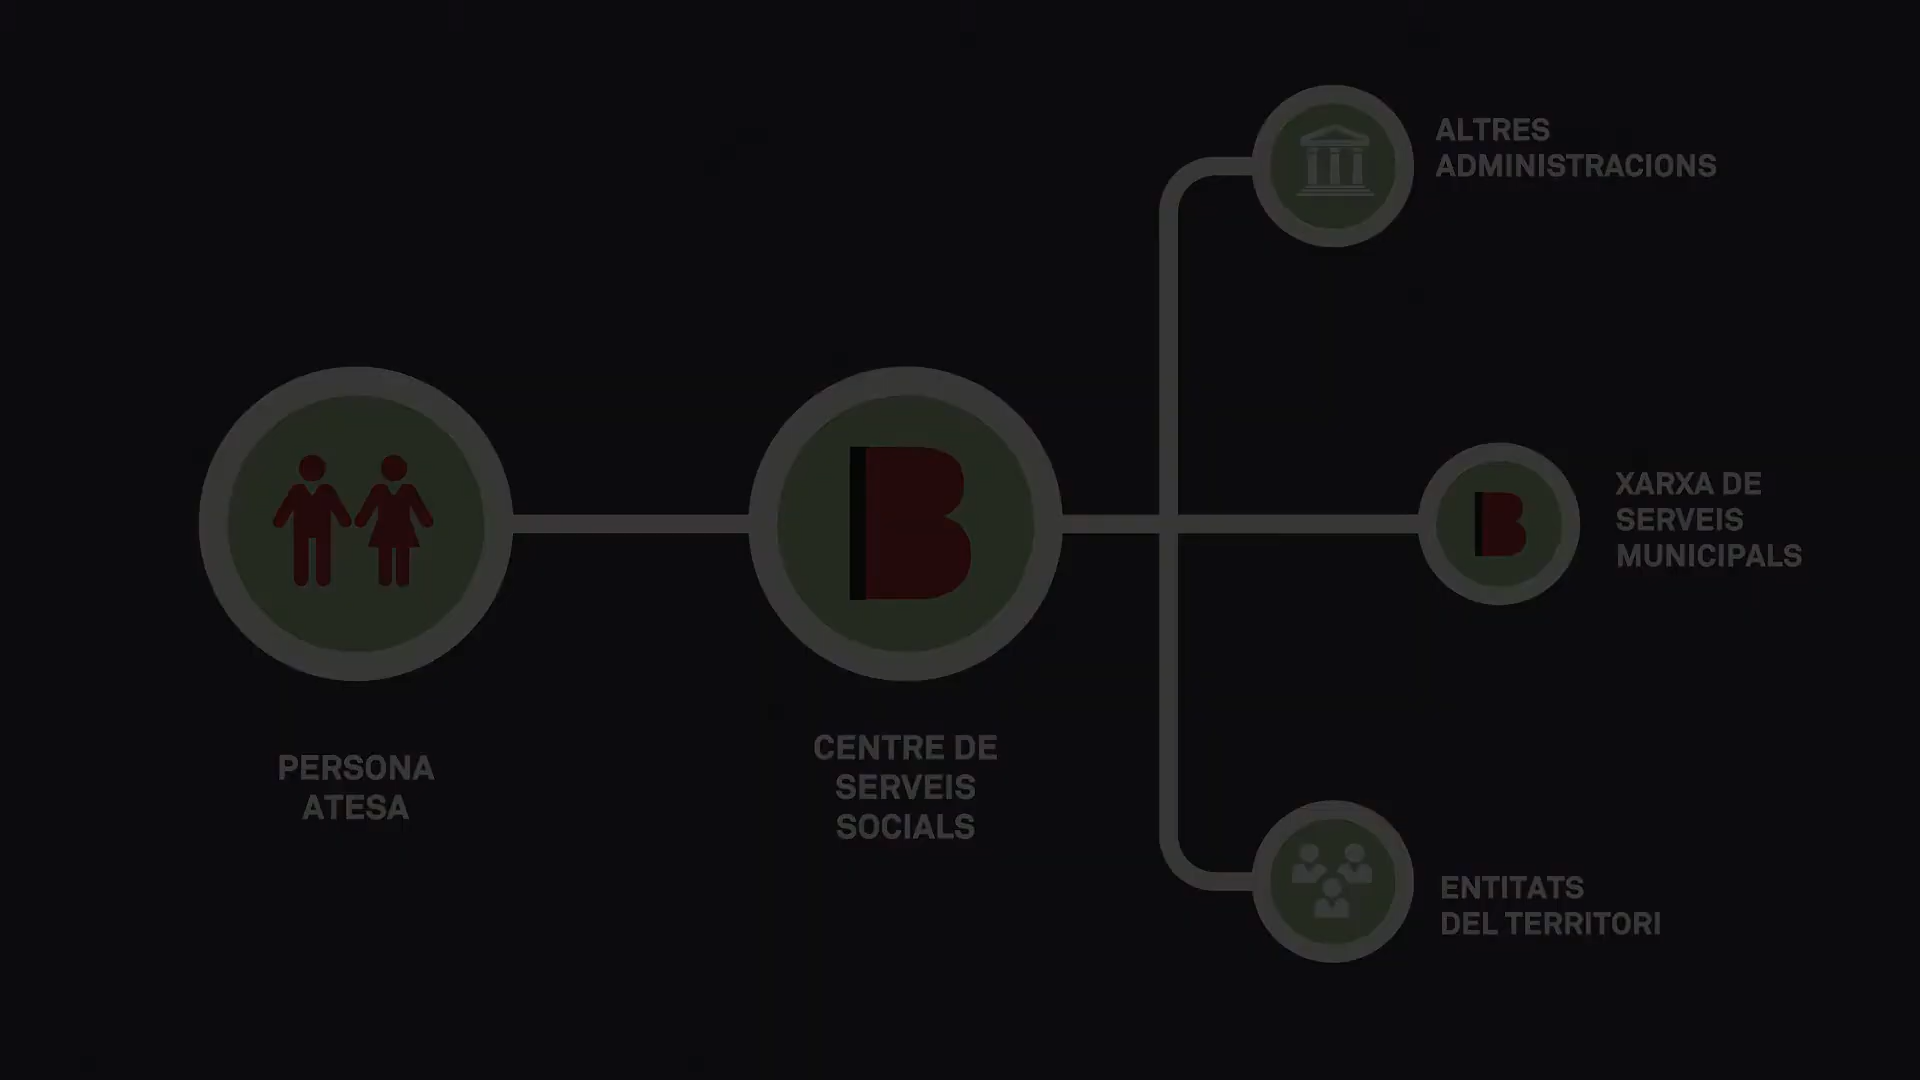 PERSONA
ATESA
CENTRE DE
SERVEIS
SOCIALS
ALTRES
ADMINISTRACIONS
XARXA DE
SERVEIS
MUNICIPALS
ENTITATS
DEL TERRITORI